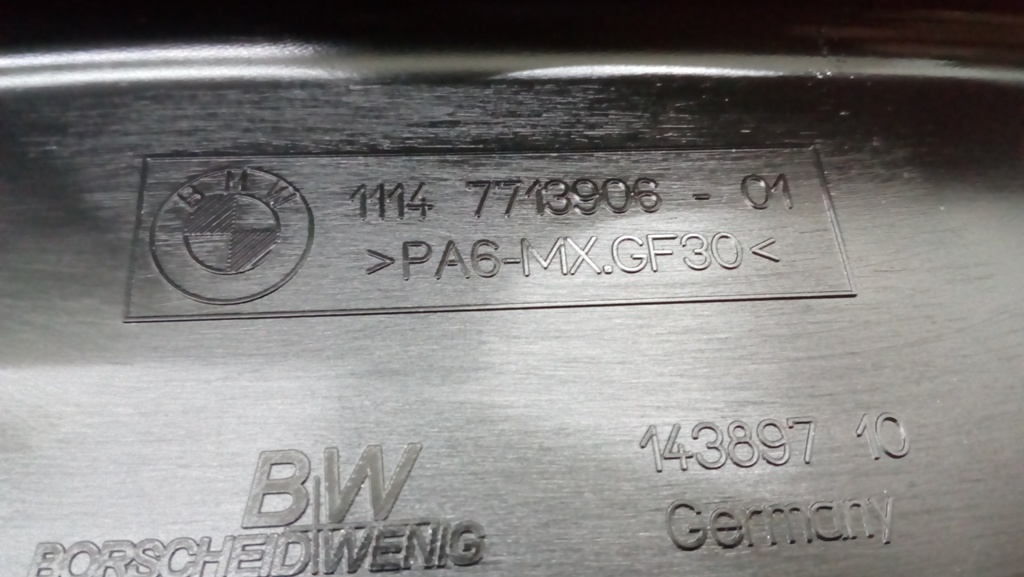 BMW
1114 7713906 - 01
>PA6-MX.GF30<
143897 10
Germany
BW
BORSCHEID WENIG